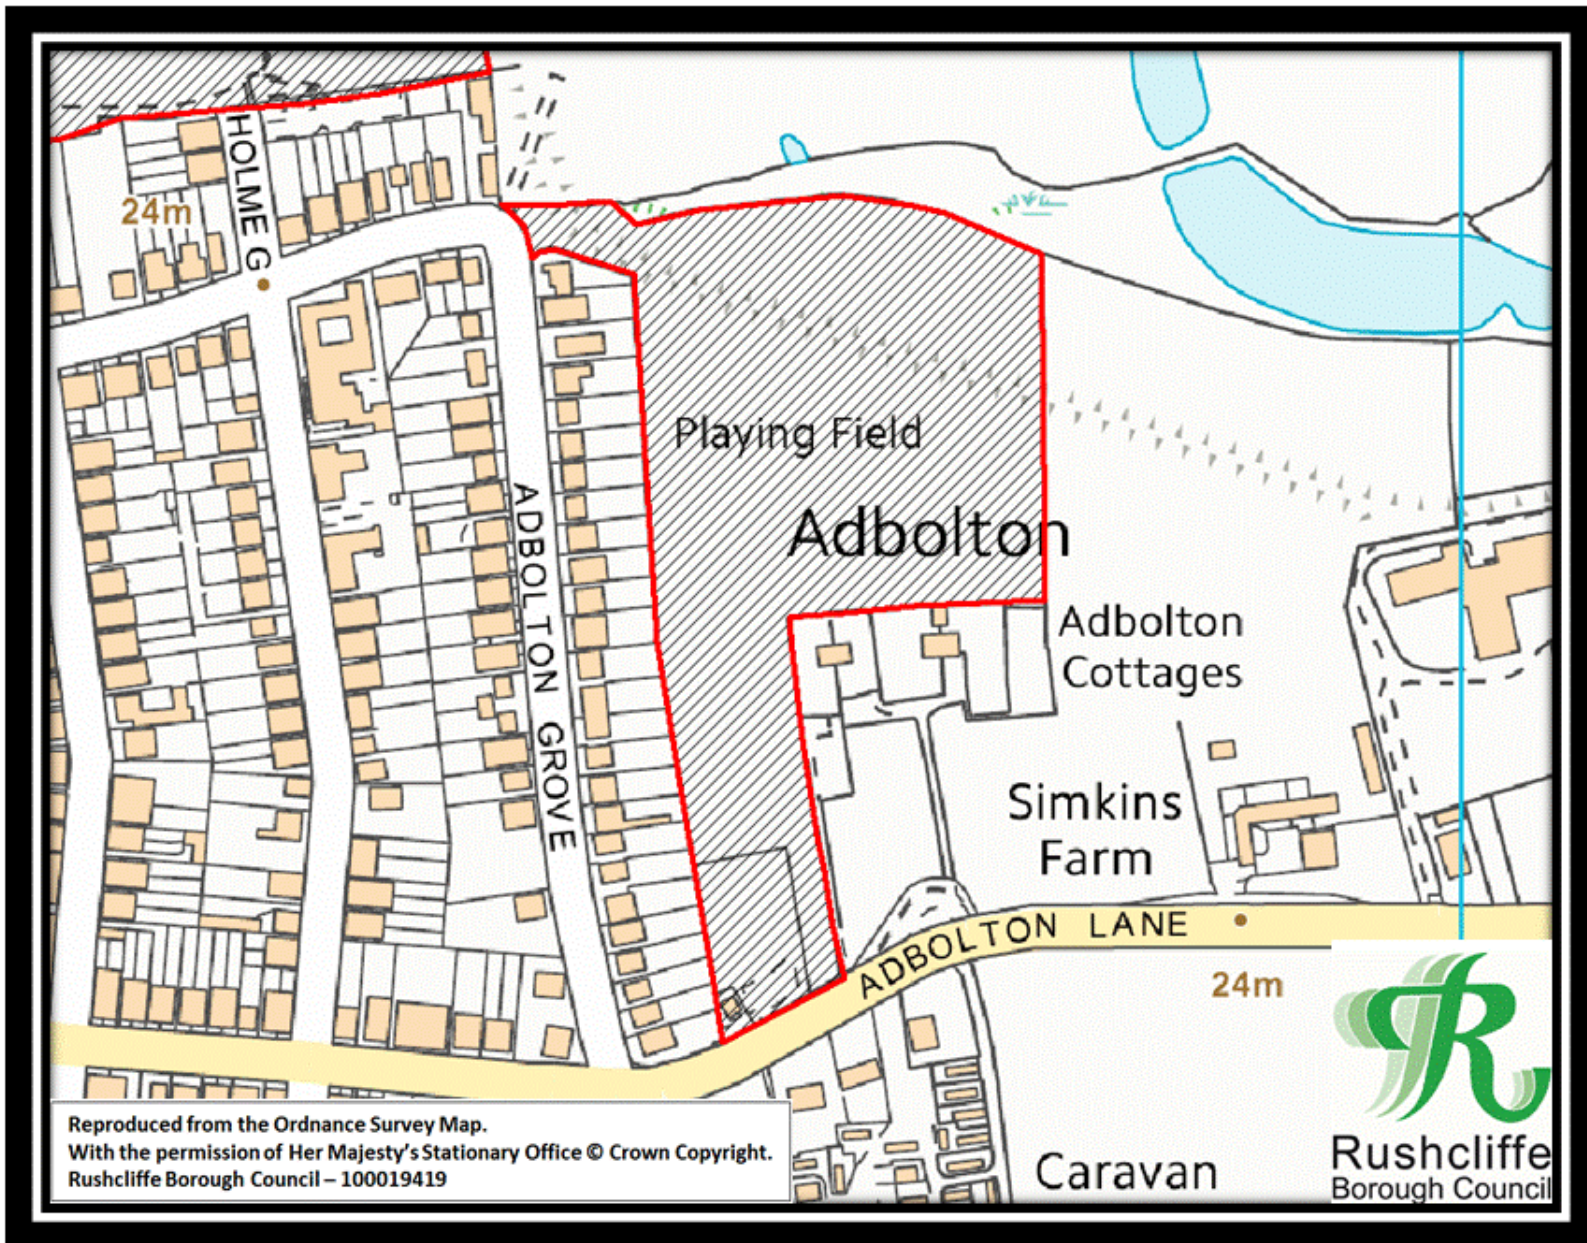 HOLME G
24m
Playing Field
Adbolton
ADBOLTON GROVE
Adbolton
Cottages
Simkins
Farm
ADBOLTON LANE
24m
Caravan
Reproduced from the Ordnance Survey Map.
With the permission of Her Majesty's Stationary Office © Crown Copyright.
Rushcliffe Borough Council – 100019419
R
Rushcliffe
Borough Council